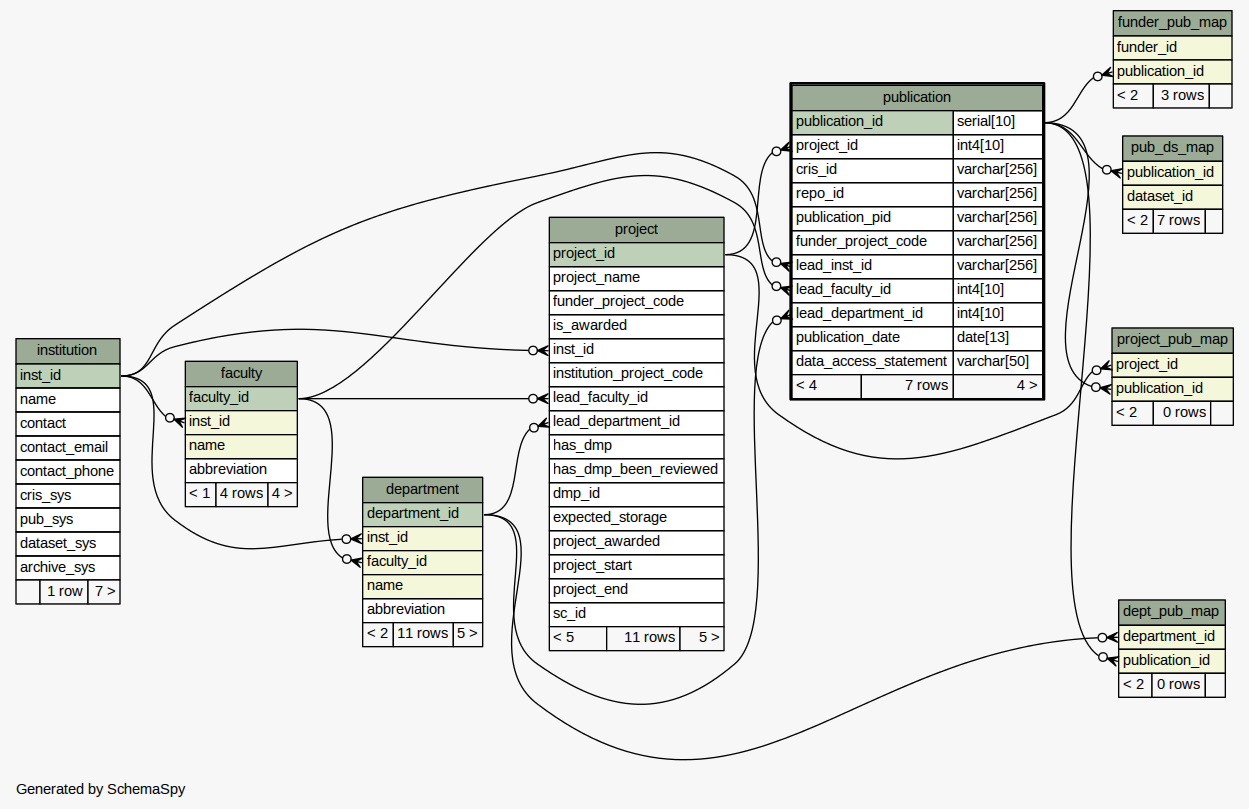 funder_pub_map
funder_id
publication_id
< 2 3 rows
publication
publication_id serial[10]
project_id int4[10]
cris_id varchar[256]
repo_id varchar[256]
publication_pid varchar[256]
funder_project_code varchar[256]
lead_inst_id varchar[256]
lead_faculty_id int4[10]
lead_department_id int4[10]
publication_date date[13]
data_access_statement varchar[50]
< 4 7 rows 4 >
pub_ds_map
publication_id
dataset_id
< 2 7 rows
project
project_id
project_name
funder_project_code
is_awarded
inst_id
institution_project_code
lead_faculty_id
lead_department_id
has_dmp
has_dmp_been_reviewed
dmp_id
expected_storage
project_awarded
project_start
project_end
sc_id
< 5 11 rows 5 >
project_pub_map
project_id
publication_id
< 2 0 rows
institution
inst_id
name
contact
contact_email
contact_phone
cris_sys
pub_sys
dataset_sys
archive_sys
1 row 7 >
faculty
faculty_id
inst_id
name
abbreviation
< 1 4 rows 4 >
department
department_id
inst_id
faculty_id
name
abbreviation
< 2 11 rows 5 >
dept_pub_map
department_id
publication_id
< 2 0 rows
Generated by SchemaSpy